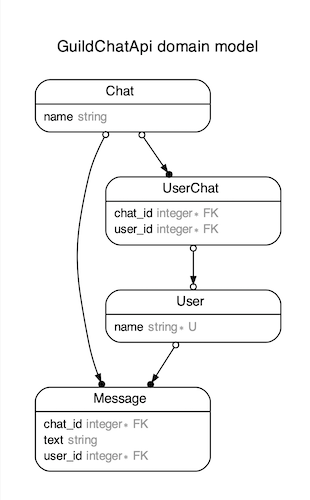 GuildChatApi domain model
Chat
name string
UserChat
chat_id integer* FK
user_id integer* FK
User
name string* U
Message
chat_id integer* FK
text string
user_id integer* FK